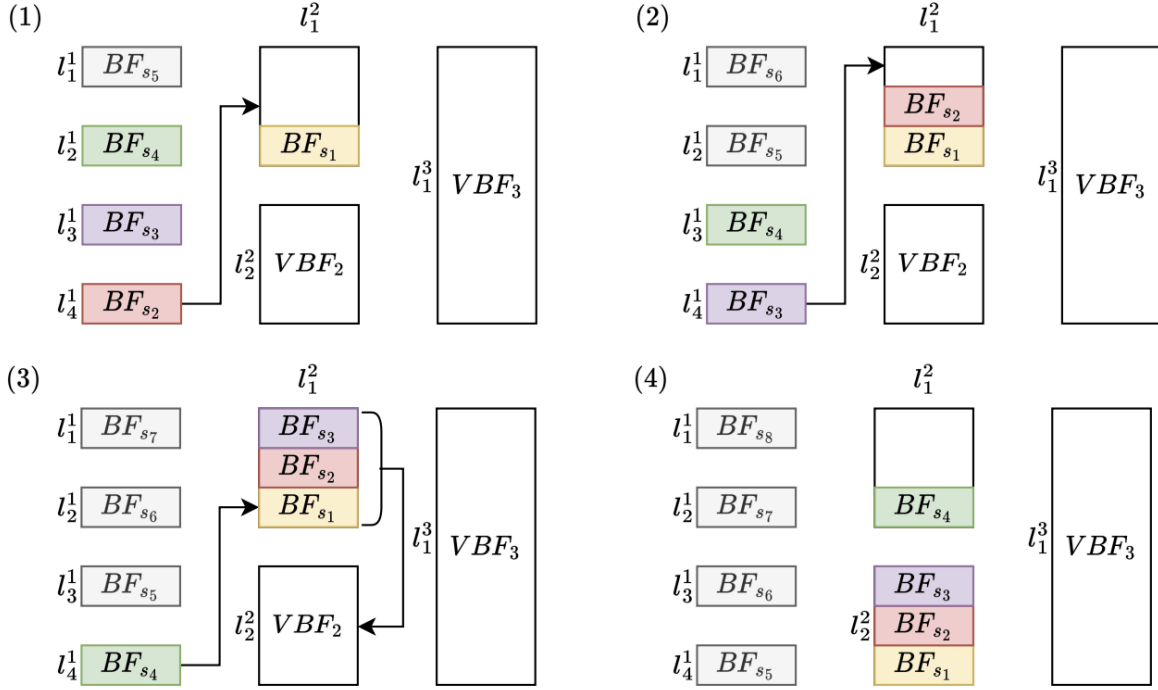 (1)
l_1^2
l_1^1 BF_{s_5}
l_2^1 BF_{s_4} BF_{s_1}
l_1^3 VBF_3
l_3^1 BF_{s_3}
l_2^2 VBF_2
l_4^1 BF_{s_2}
(2)
l_1^2
l_1^1 BF_{s_6}
BF_{s_2}
l_2^1 BF_{s_5} BF_{s_1}
l_1^3 VBF_3
l_3^1 BF_{s_4}
l_2^2 VBF_2
l_4^1 BF_{s_3}
(3)
l_1^2
l_1^1 BF_{s_7} BF_{s_3}
BF_{s_2}
l_2^1 BF_{s_6} BF_{s_1}
l_1^3 VBF_3
l_3^1 BF_{s_5}
l_2^2 VBF_2
l_4^1 BF_{s_4}
(4)
l_1^2
l_1^1 BF_{s_8}
l_2^1 BF_{s_7} BF_{s_4}
l_1^3 VBF_3
l_3^1 BF_{s_6} BF_{s_3}
l_2^2 BF_{s_2}
l_4^1 BF_{s_5} BF_{s_1}